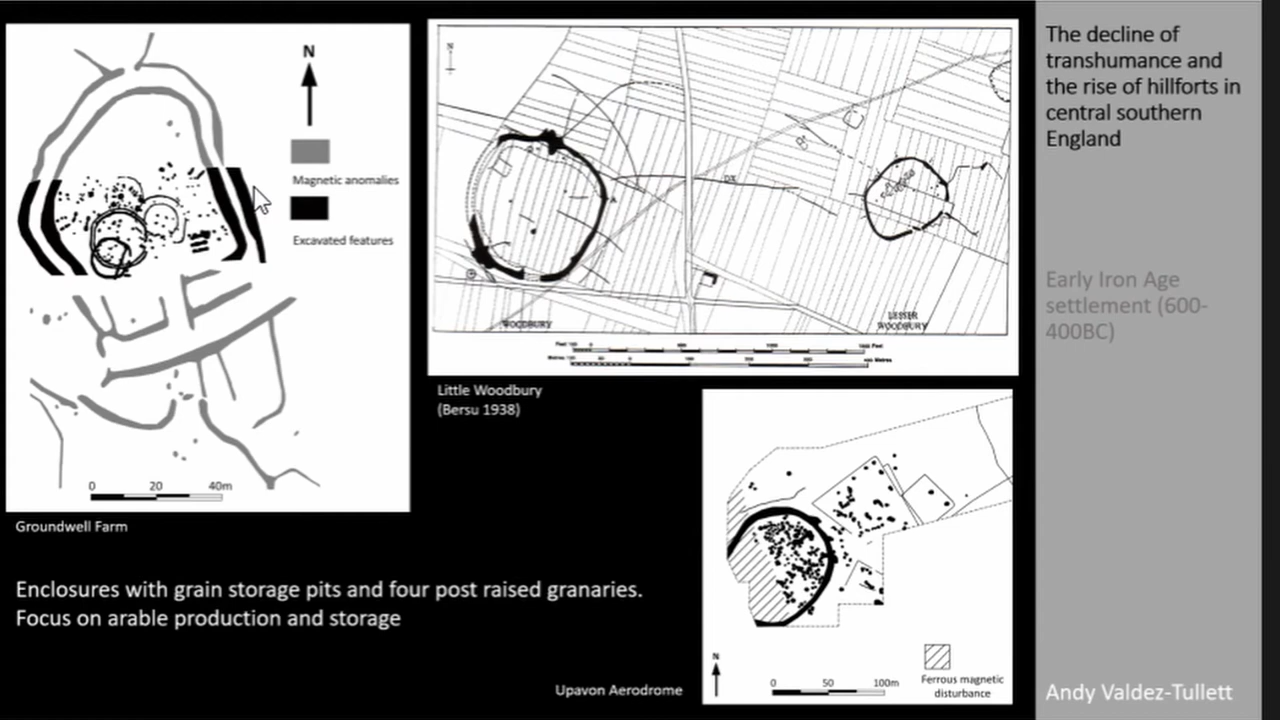 The decline of
transhumance and
the rise of hillforts in
central southern
England
Early Iron Age
settlement (600-
400BC)
Andy Valdez-Tullett
N
Magnetic anomalies
Excavated features
0 20 40m
Groundwell Farm
N
WOODBURY
LESSER
WOODBURY
Little Woodbury
(Bersu 1938)
Enclosures with grain storage pits and four post raised granaries.
Focus on arable production and storage
N
0 50 100m
Ferrous magnetic
disturbance
Upavon Aerodrome